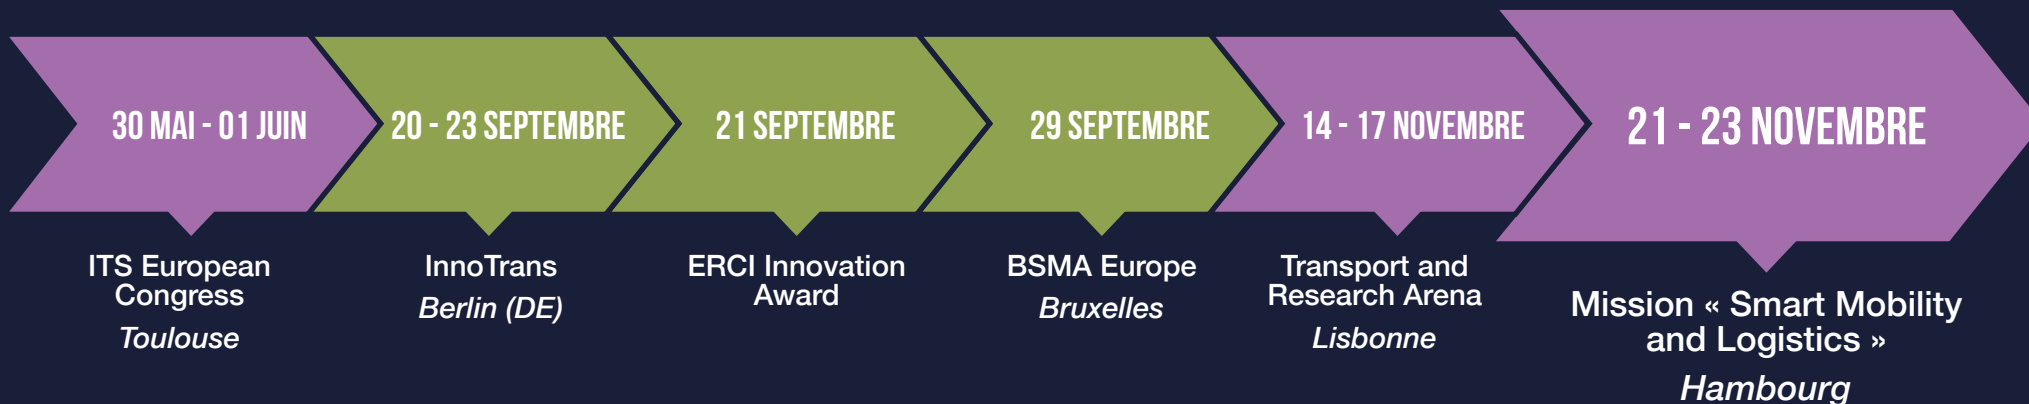 30 MAI - 01 JUIN
20 - 23 SEPTEMBRE
21 SEPTEMBRE
29 SEPTEMBRE
14 - 17 NOVEMBRE
21 - 23 NOVEMBRE
ITS European
Congress
Toulouse
InnoTrans
Berlin (DE)
ERCI Innovation
Award
BSMA Europe
Bruxelles
Transport and
Research Arena
Lisbonne
Mission « Smart Mobility
and Logistics »
Hambourg